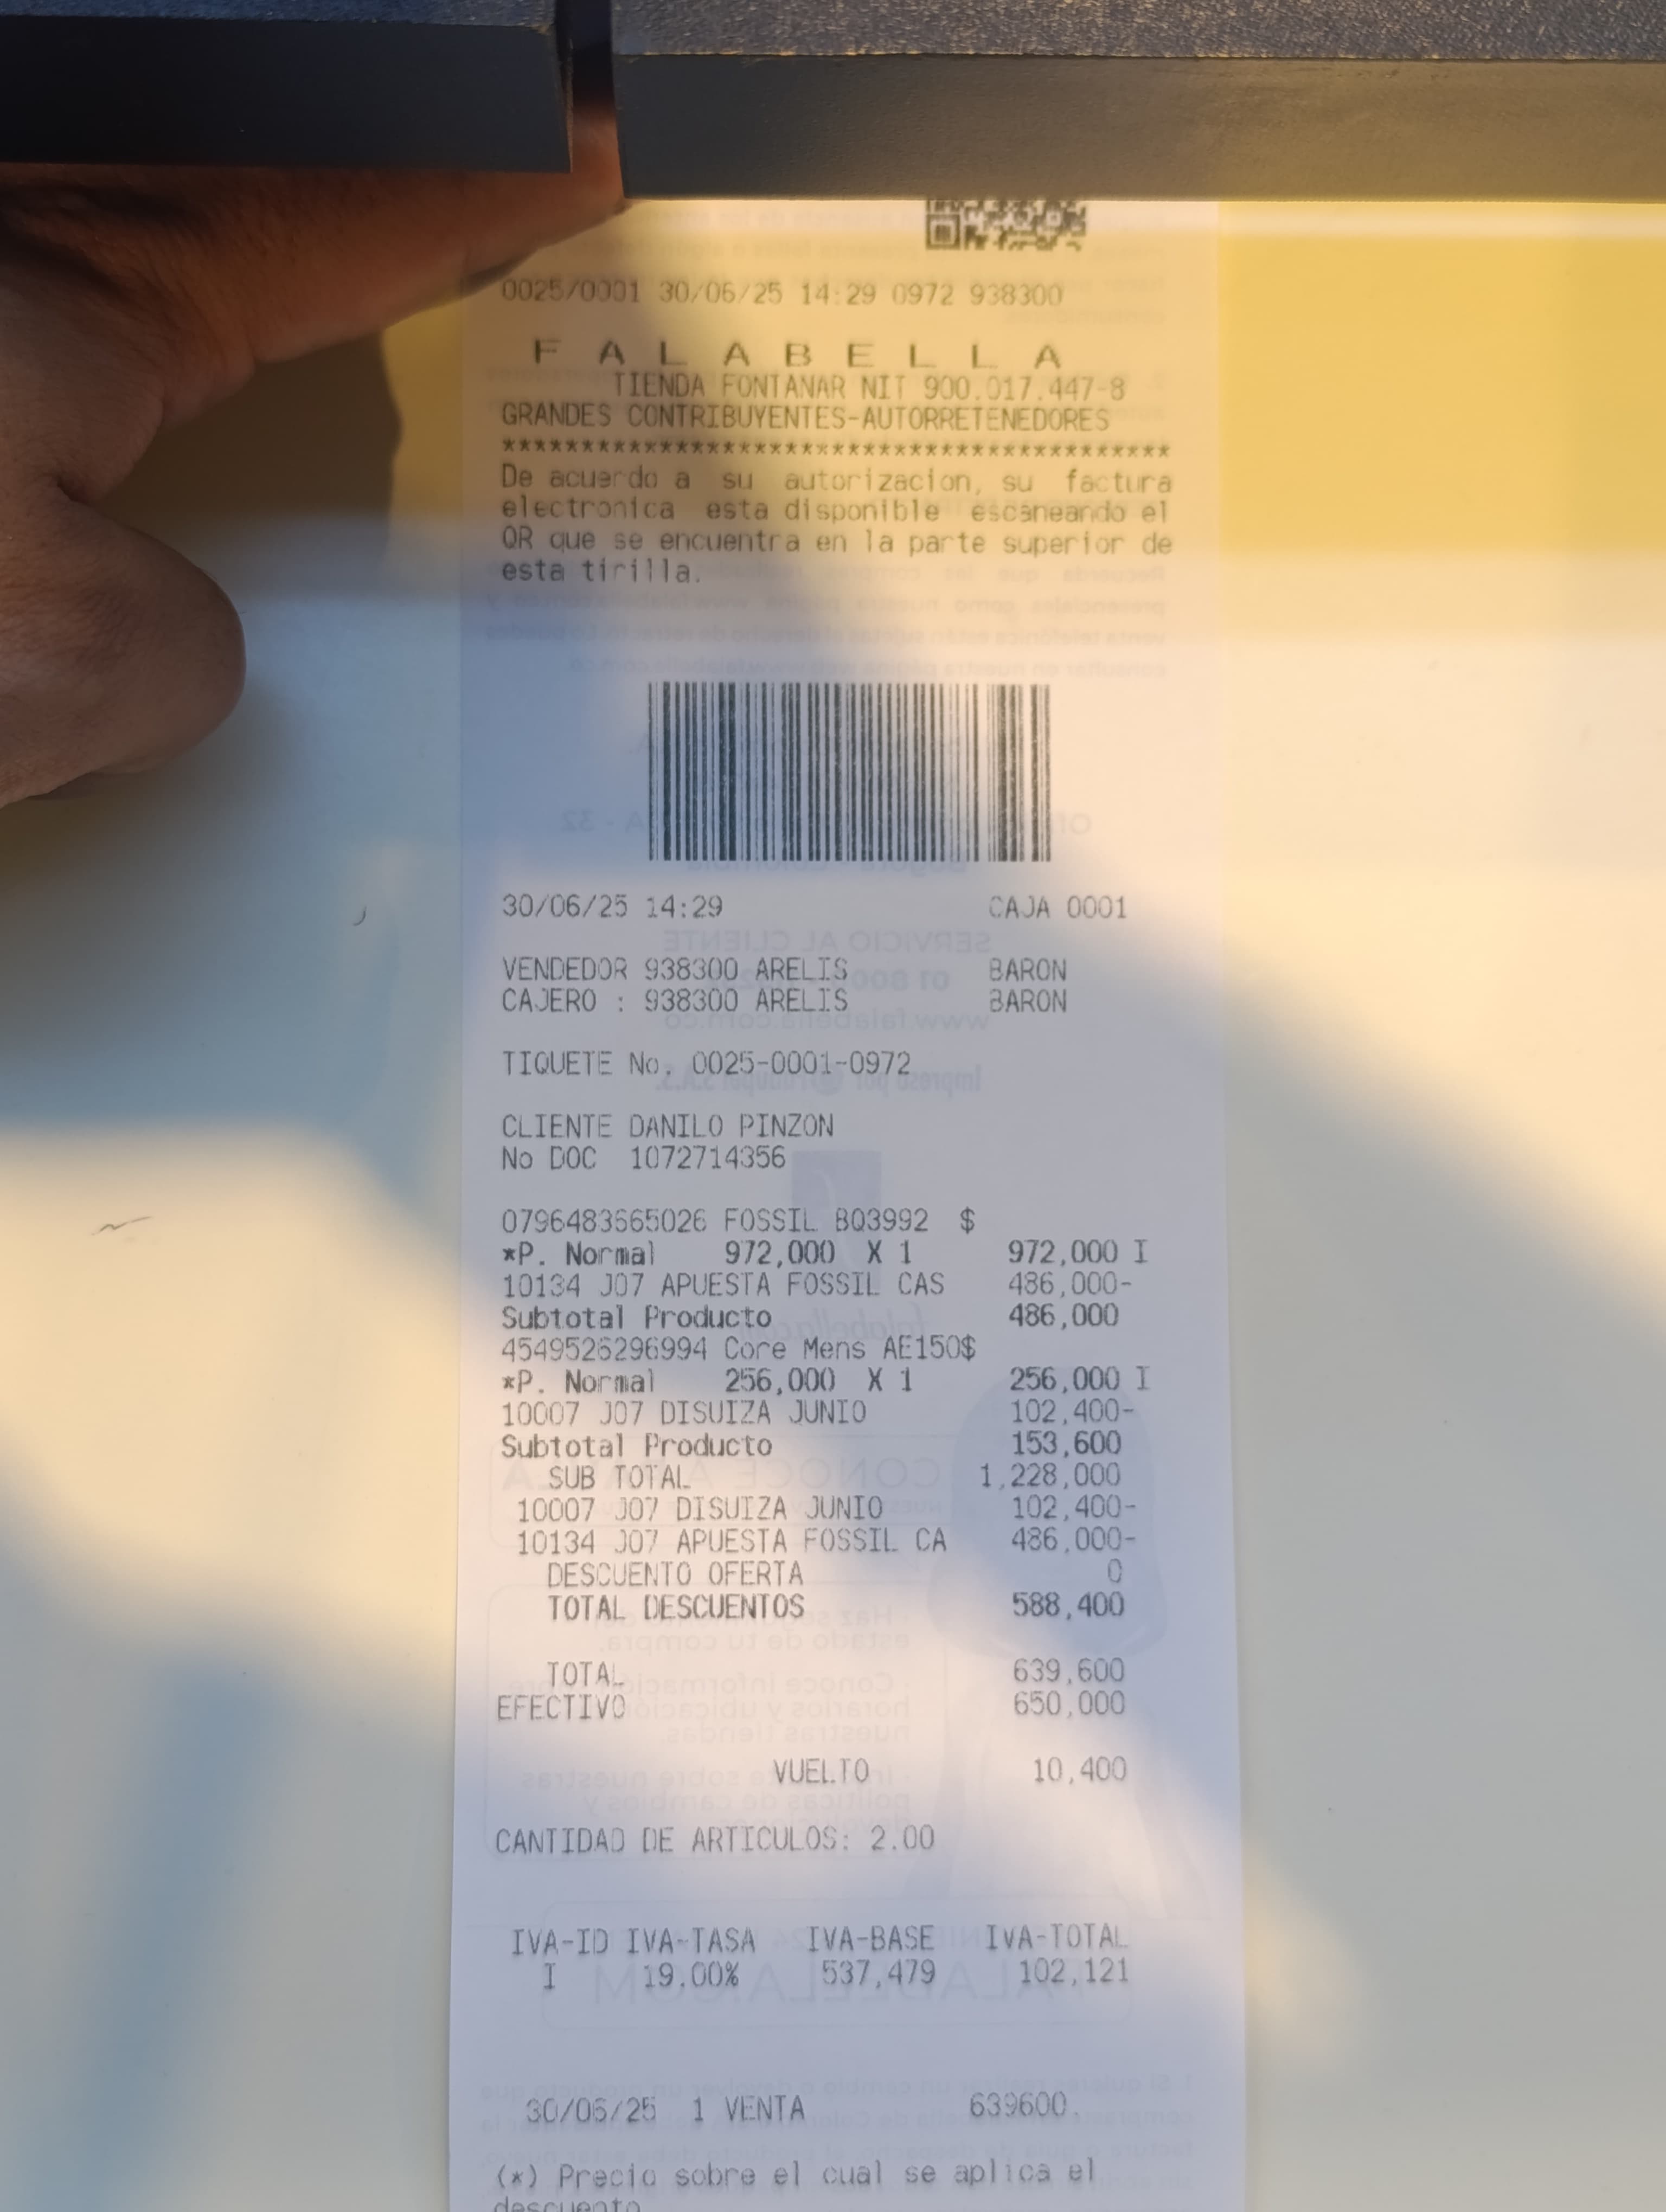 0025/0001 30/06/25 14:29 0972 938300
F A L A B E L L A
TIENDA FONTANAR NIT 900.017.447-8
GRANDES CONTRIBUYENTES-AUTORRETENEDORES
******************************************
De acuerdo a su autorizacion, su factura
electronica esta disponible escaneando el
QR que se encuentra en la parte superior de
esta tirilla.
30/06/25 14:29 CAJA 0001
VENDEDOR 938300 ARELIS BARON
CAJERO : 938300 ARELIS BARON
TIQUETE No. 0025-0001-0972
CLIENTE DANILO PINZON
No DOC 1072714356
0796483665026 FOSSIL BQ3992 $
*P. Normal 972,000 X 1 972,000 I
10134 J07 APUESTA FOSSIL CAS 486,000-
Subtotal Producto 486,000
4549526296994 Core Mens AE150$
*P. Normal 256,000 X 1 256,000 I
10007 J07 DISUIZA JUNIO 102,400-
Subtotal Producto 153,600
SUB TOTAL 1,228,000
10007 J07 DISUIZA JUNIO 102,400-
10134 J07 APUESTA FOSSIL CA 486,000-
DESCUENTO OFERTA 0
TOTAL DESCUENTOS 588,400
TOTAL 639,600
EFECTIVO 650,000
VUELTO 10,400
CANTIDAD DE ARTICULOS: 2.00
IVA-ID IVA-TASA IVA-BASE IVA-TOTAL
I 19.00% 537,479 102,121
30/06/25 1 VENTA 639600.
(*) Precio sobre el cual se aplica el
descuento